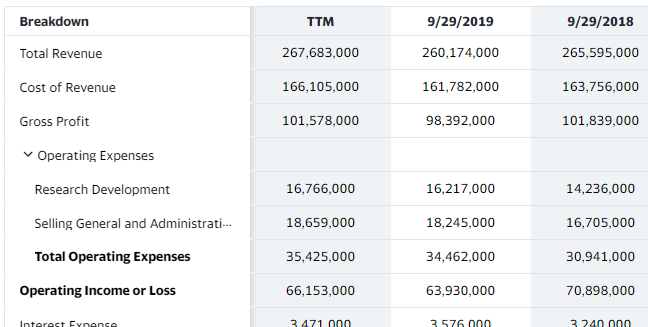 Breakdown TTM 9/29/2019 9/29/2018
Total Revenue 267,683,000 260,174,000 265,595,000
Cost of Revenue 166,105,000 161,782,000 163,756,000
Gross Profit 101,578,000 98,392,000 101,839,000
Operating Expenses
Research Development 16,766,000 16,217,000 14,236,000
Selling General and Administrati··· 18,659,000 18,245,000 16,705,000
Total Operating Expenses 35,425,000 34,462,000 30,941,000
Operating Income or Loss 66,153,000 63,930,000 70,898,000
Interest Expense 3,471,000 3,576,000 3,240,000